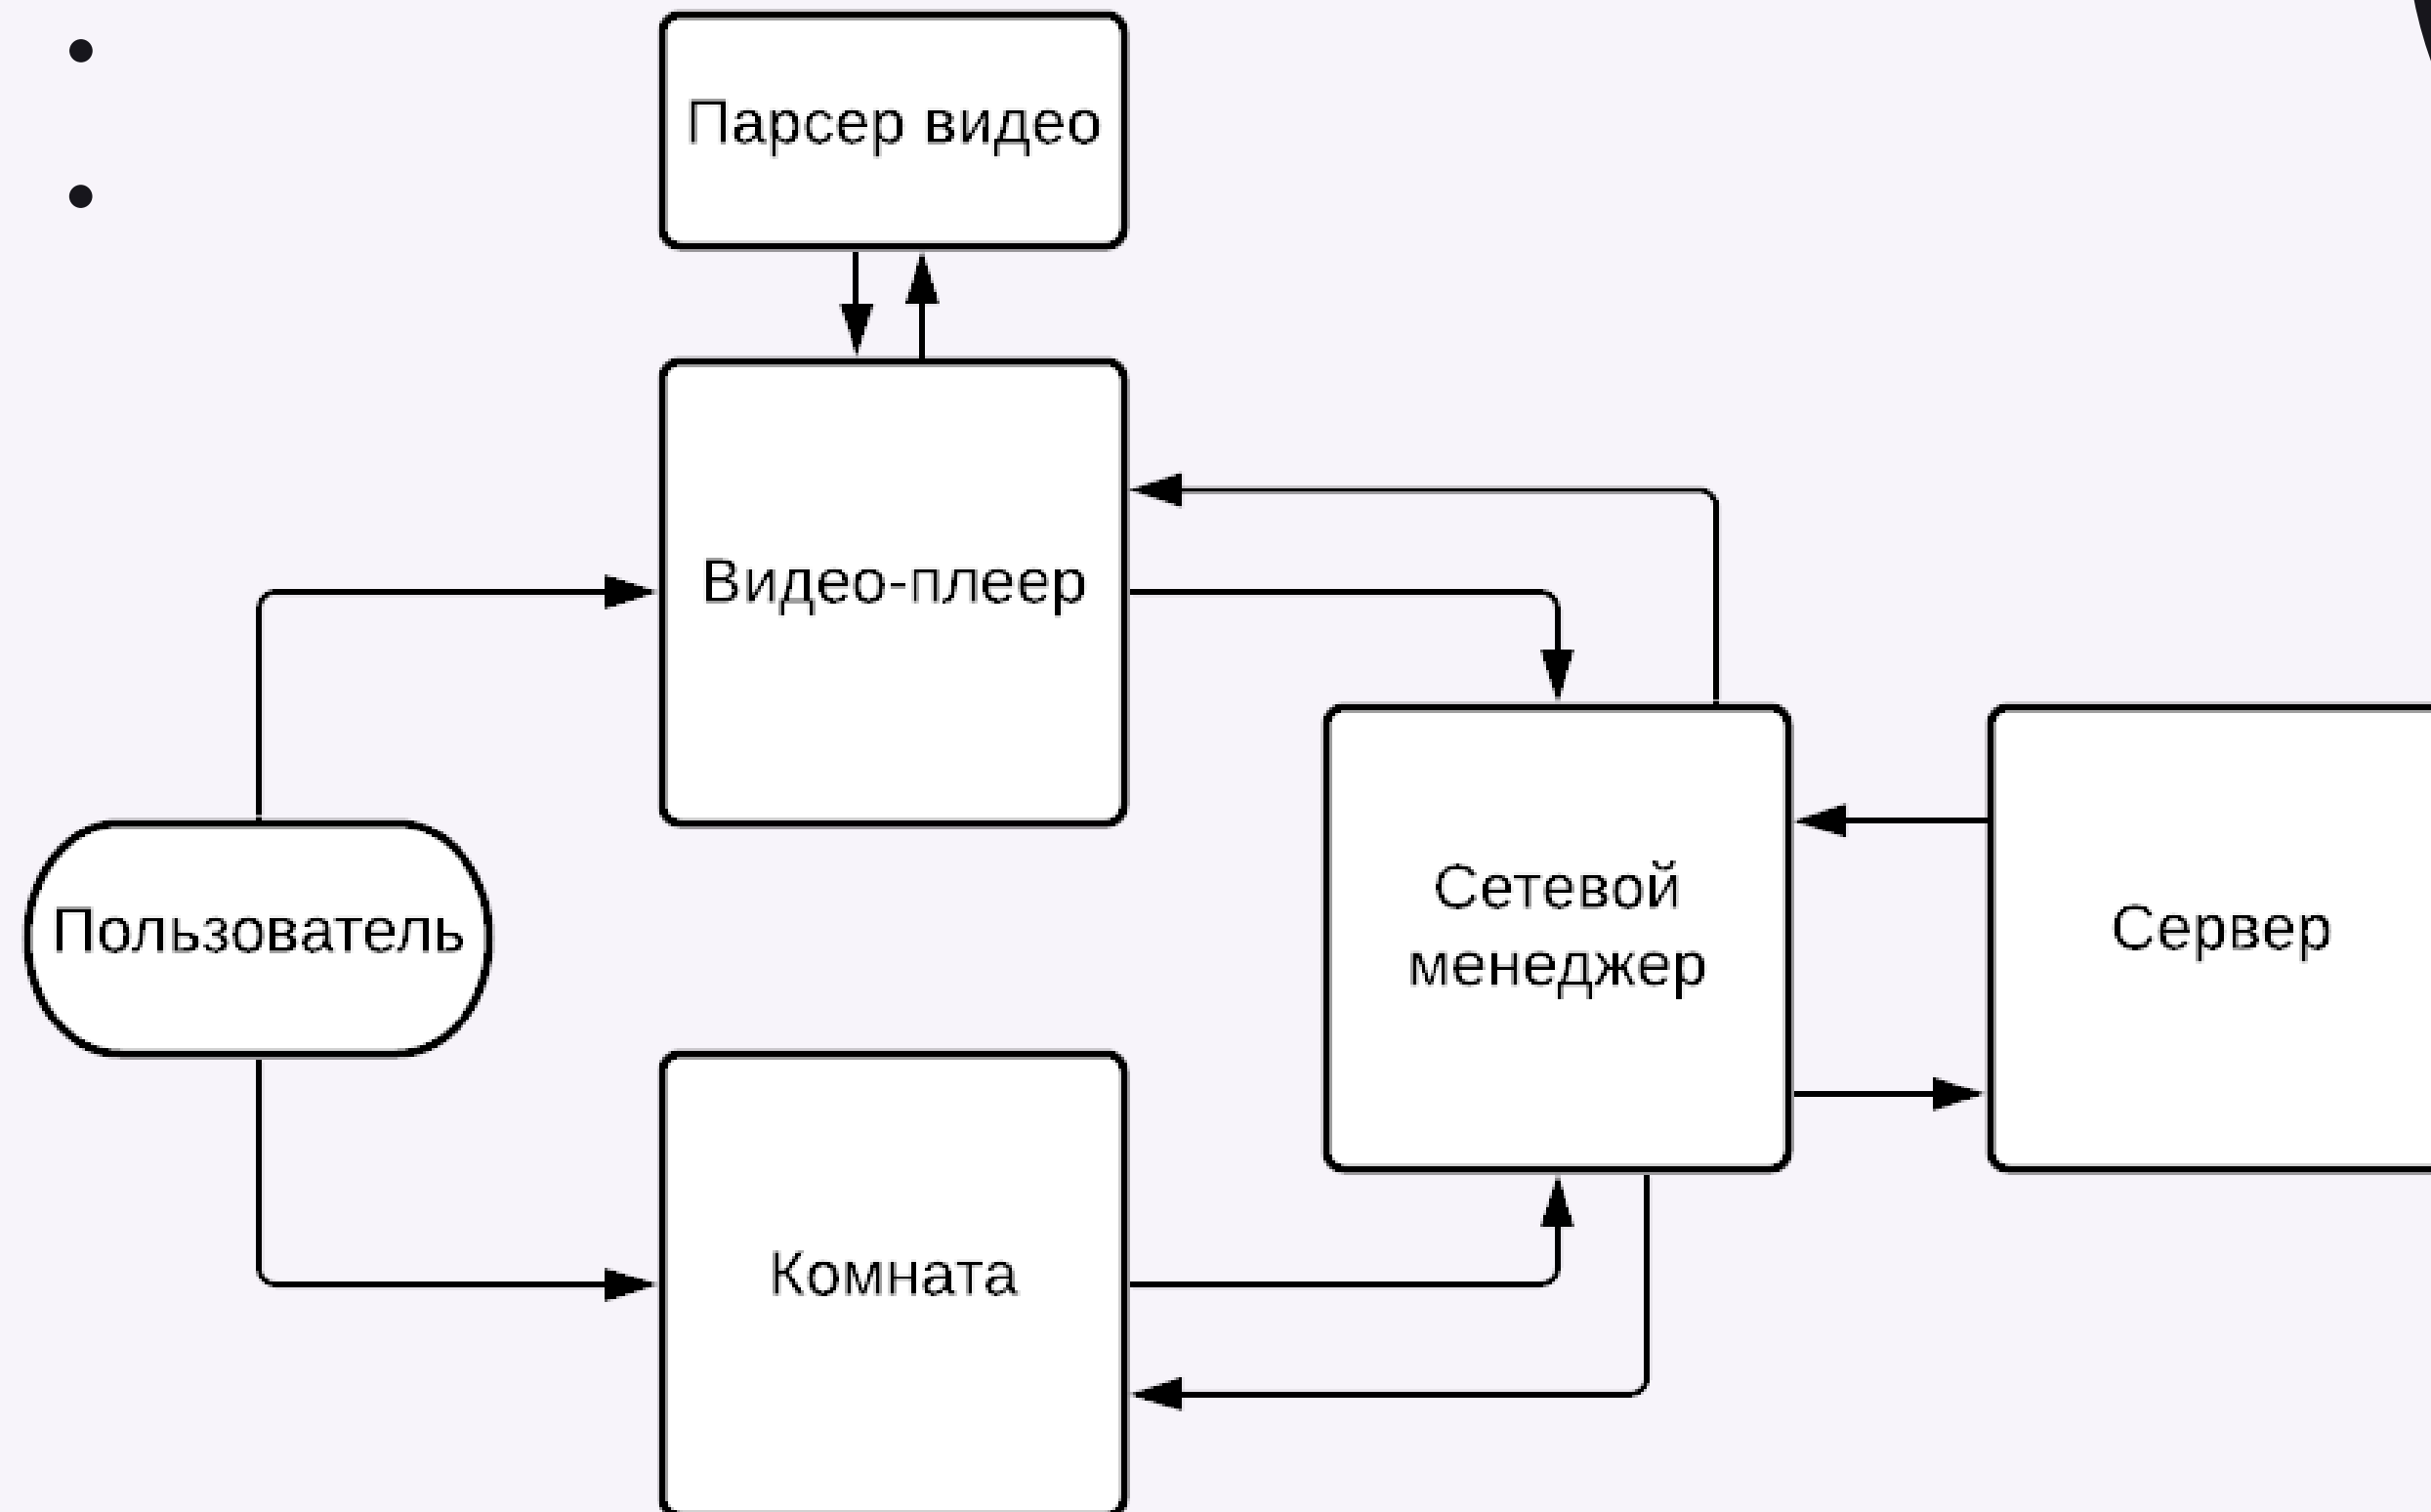 Парсер видео
Видео-плеер
Пользователь
Сетевой
менеджер
Сервер
Комната